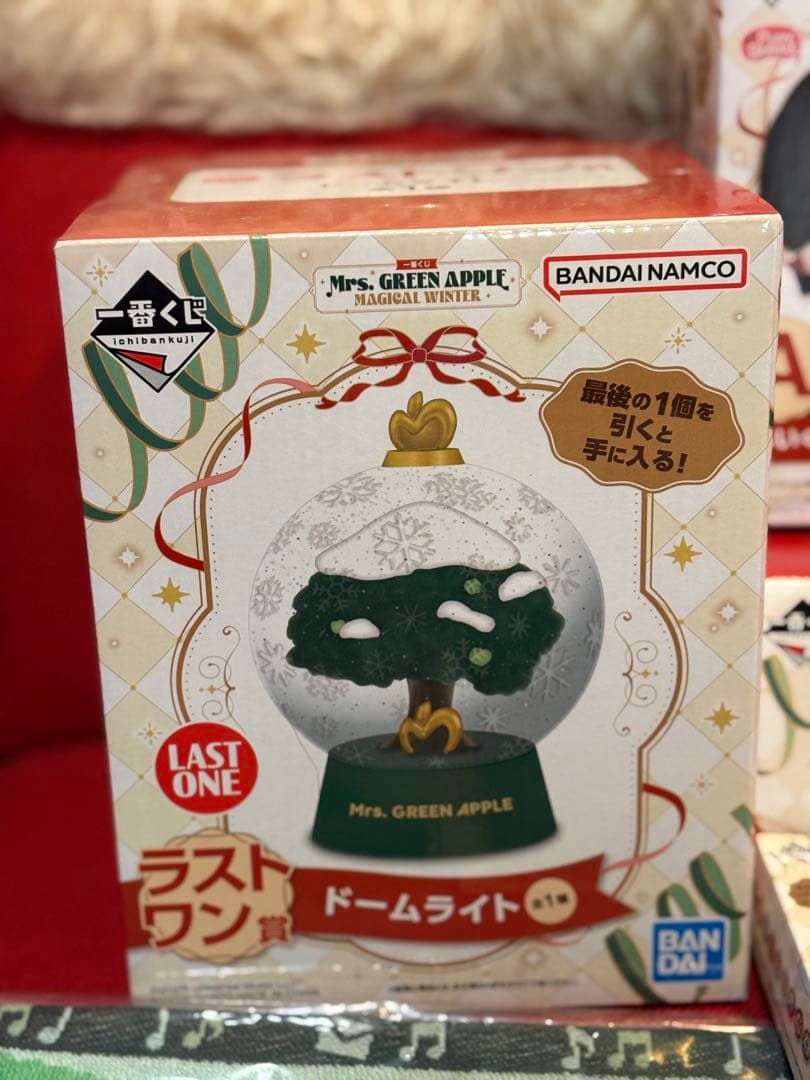 一番くじ
ichibankuji
一番くじ
Mrs. GREEN APPLE
MAGICAL WINTER
BANDAI NAMCO
最後の1個を
引くと
手に入る!
Mrs. GREEN APPLE
LAST
ONE
ラスト
ワン賞
ドームライト
全1種
BAN
DAI